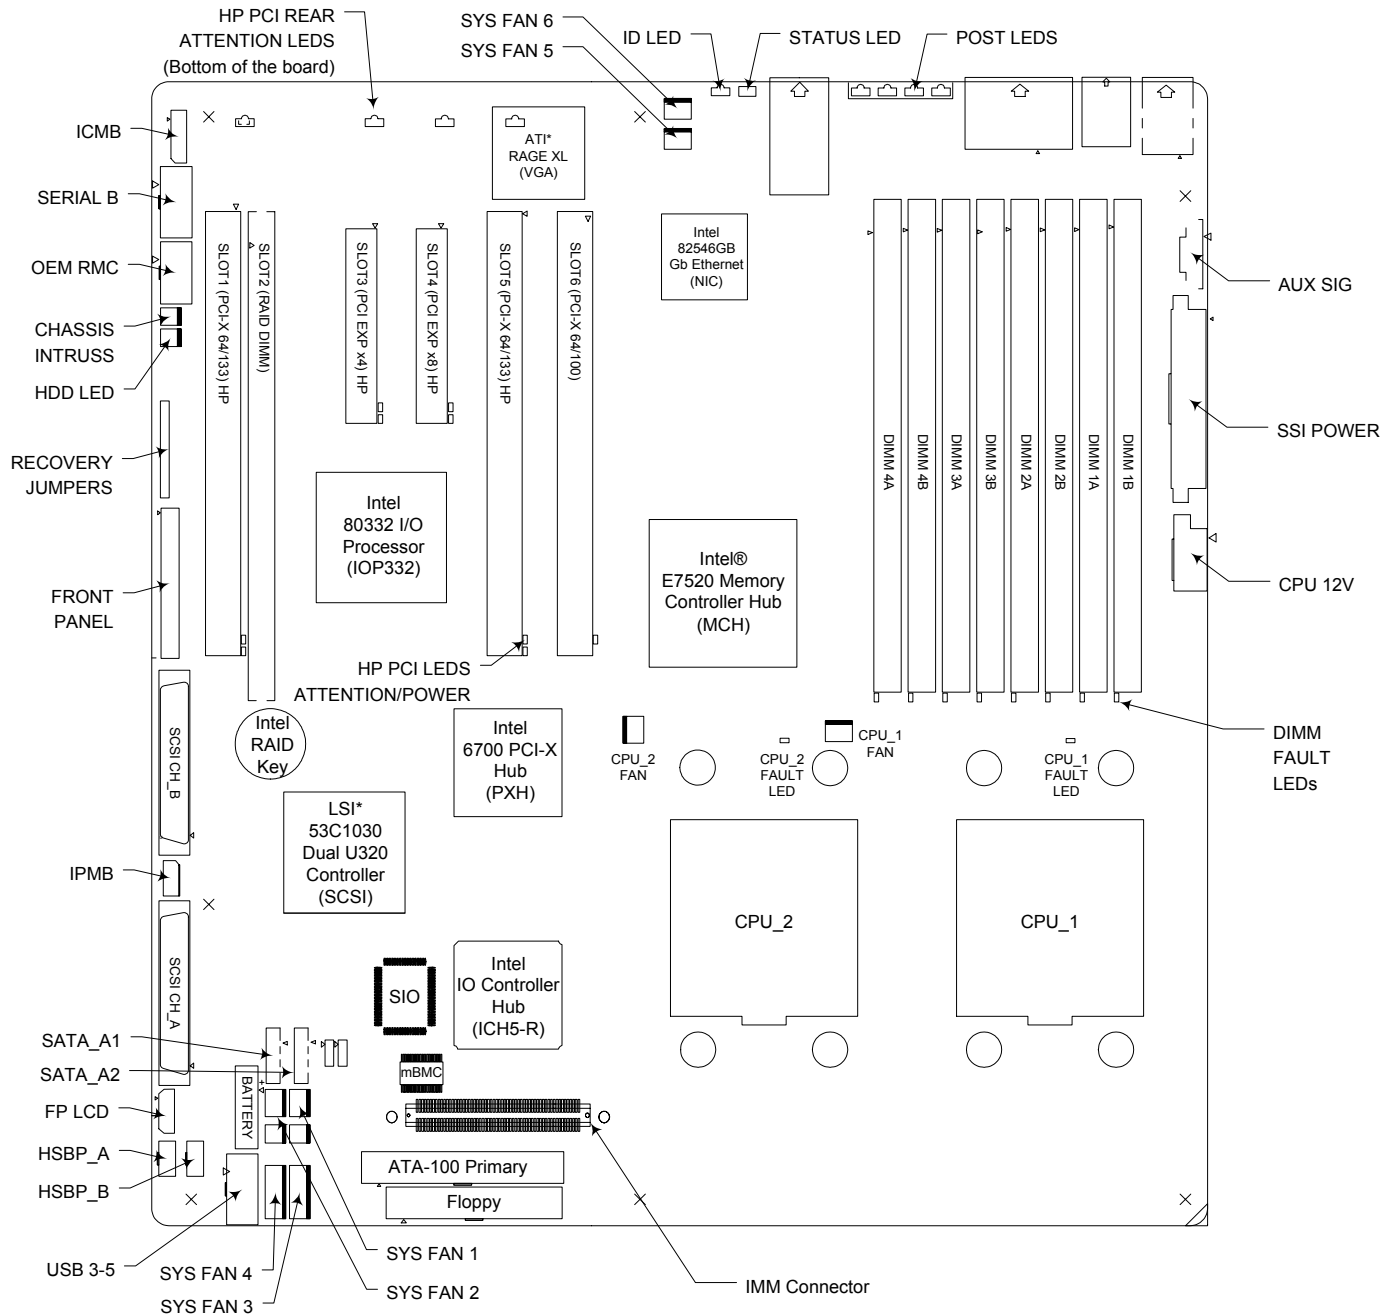 HP PCI REAR
ATTENTION LEDS
(Bottom of the board)
SYS FAN 6
SYS FAN 5
ID LED
STATUS LED
POST LEDS
ICMB
SERIAL B
OEM RMC
CHASSIS
INTRUSS
HDD LED
RECOVERY
JUMPERS
FRONT
PANEL
ATI*
RAGE XL
(VGA)
SLOT1 (PCI-X 64/133) HP
SLOT2 (RAID DIMM)
SLOT3 (PCI EXP x4) HP
SLOT4 (PCI EXP x8) HP
SLOT5 (PCI-X 64/133) HP
SLOT6 (PCI-X 64/100)
Intel
82546GB
Gb Ethernet
(NIC)
DIMM 4A
DIMM 4B
DIMM 3A
DIMM 3B
DIMM 2A
DIMM 2B
DIMM 1A
DIMM 1B
AUX SIG
SSI POWER
CPU 12V
Intel
80332 I/O
Processor
(IOP332)
Intel®
E7520 Memory
Controller Hub
(MCH)
HP PCI LEDS
ATTENTION/POWER
Intel
RAID
Key
Intel
6700 PCI-X
Hub
(PXH)
CPU_2
FAN
CPU_2
FAULT
LED
CPU_1
FAN
CPU_1
FAULT
LED
DIMM
FAULT
LEDs
SCSI CH_B
LSI*
53C1030
Dual U320
Controller
(SCSI)
IPMB
CPU_2
CPU_1
SCSI CH_A
SIO
Intel
IO Controller
Hub
(ICH5-R)
SATA_A1
SATA_A2
mBMC
+
BATTERY
FP LCD
HSBP_A
HSBP_B
ATA-100 Primary
Floppy
USB 3-5
SYS FAN 4
SYS FAN 3
SYS FAN 1
SYS FAN 2
IMM Connector